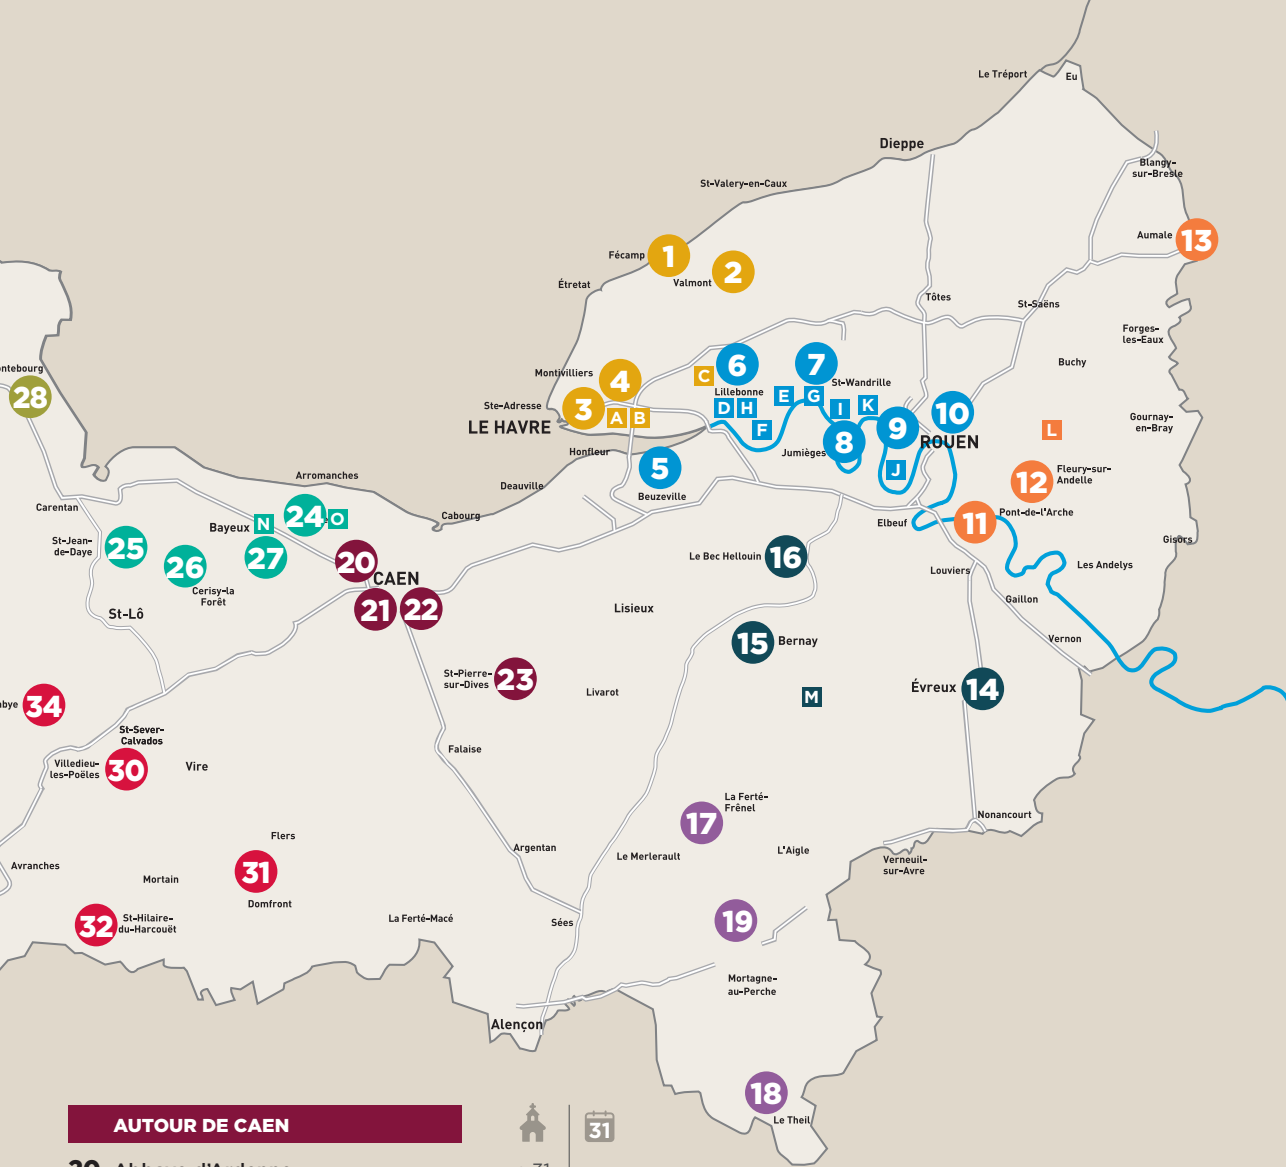 Le Tréport
Eu
Dieppe
Blangy-
sur-Bresle
St-Valery-en-Caux
Aumale
13
Fécamp
1
2
Valmont
Étretat
Tôtes
St-Saëns
Forges-
les-Eaux
Buchy
ntebourg
28
Montivilliers
4
C
6
7
Lillebonne
St-Wandrille
Ste-Adresse
3
A
B
D
H
E
G
I
K
F
LE HAVRE
9
10
ROUEN
L
Gournay-
en-Bray
8
Jumièges
J
Honfleur
5
Beuzeville
12
Fleury-sur-
Andelle
Arromanches
Deauville
Cabourg
Carentan
Bayeux
N
24
O
Elbeuf
11
Pont-de-l'Arche
Gisors
St-Jean-
de-Daye
25
26
27
20
CAEN
Cerisy-la
Forêt
21
22
Le Bec Hellouin
16
Louviers
Les Andelys
Gaillon
St-Lô
Lisieux
15
Bernay
Vernon
St-Pierre-
sur-Dives
23
Livarot
M
Évreux
14
bye
34
St-Sever-
Calvados
Villedieu-
les-Poëles
30
Vire
Falaise
La Ferté-
Frênel
17
Nonancourt
Flers
Argentan
Le Merlerault
L'Aigle
Verneuil-
sur-Avre
Avranches
Mortain
31
Domfront
32
St-Hilaire-
du-Harcouët
La Ferté-Macé
Sées
19
Mortagne-
au-Perche
Alençon
18
Le Theil
AUTOUR DE CAEN
31
20 Abbaye d'Ardenne